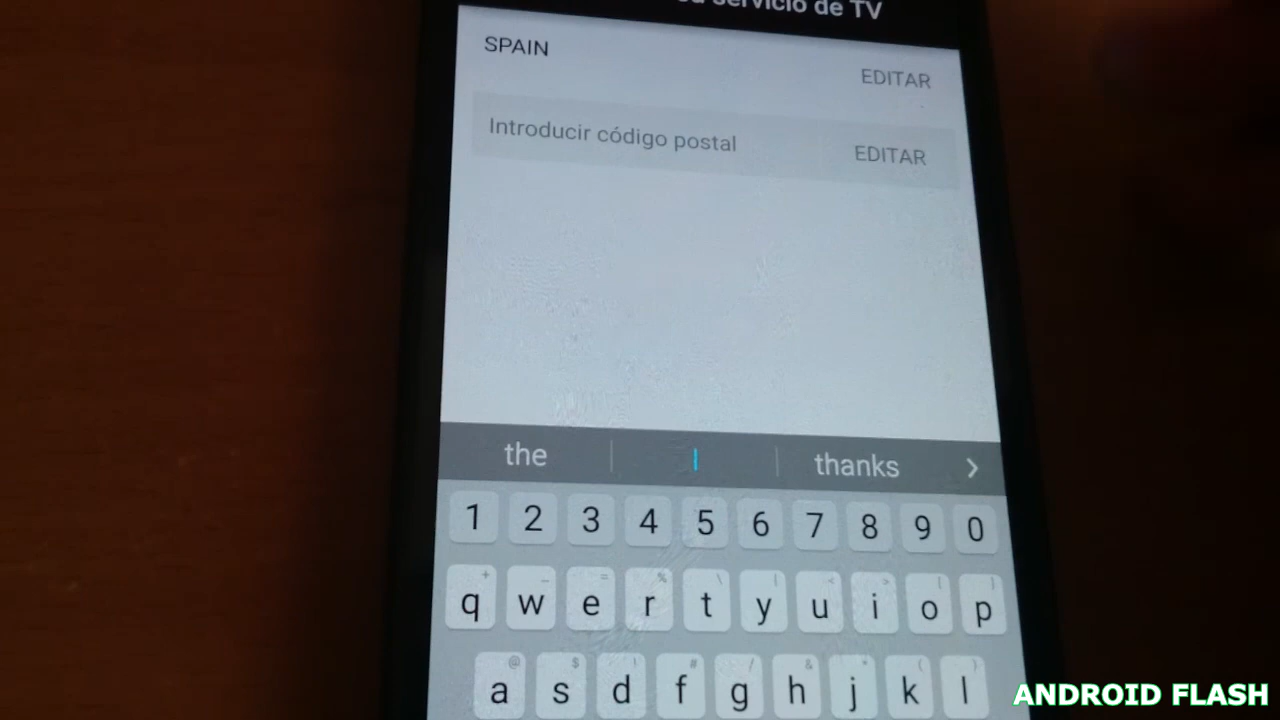 servicio de TV
SPAIN
EDITAR
Introducir código postal
EDITAR
the I thanks >
1 2 3 4 5 6 7 8 9 0
q w e r t y u i o p
a s d f g h j k l
ANDROID FLASH